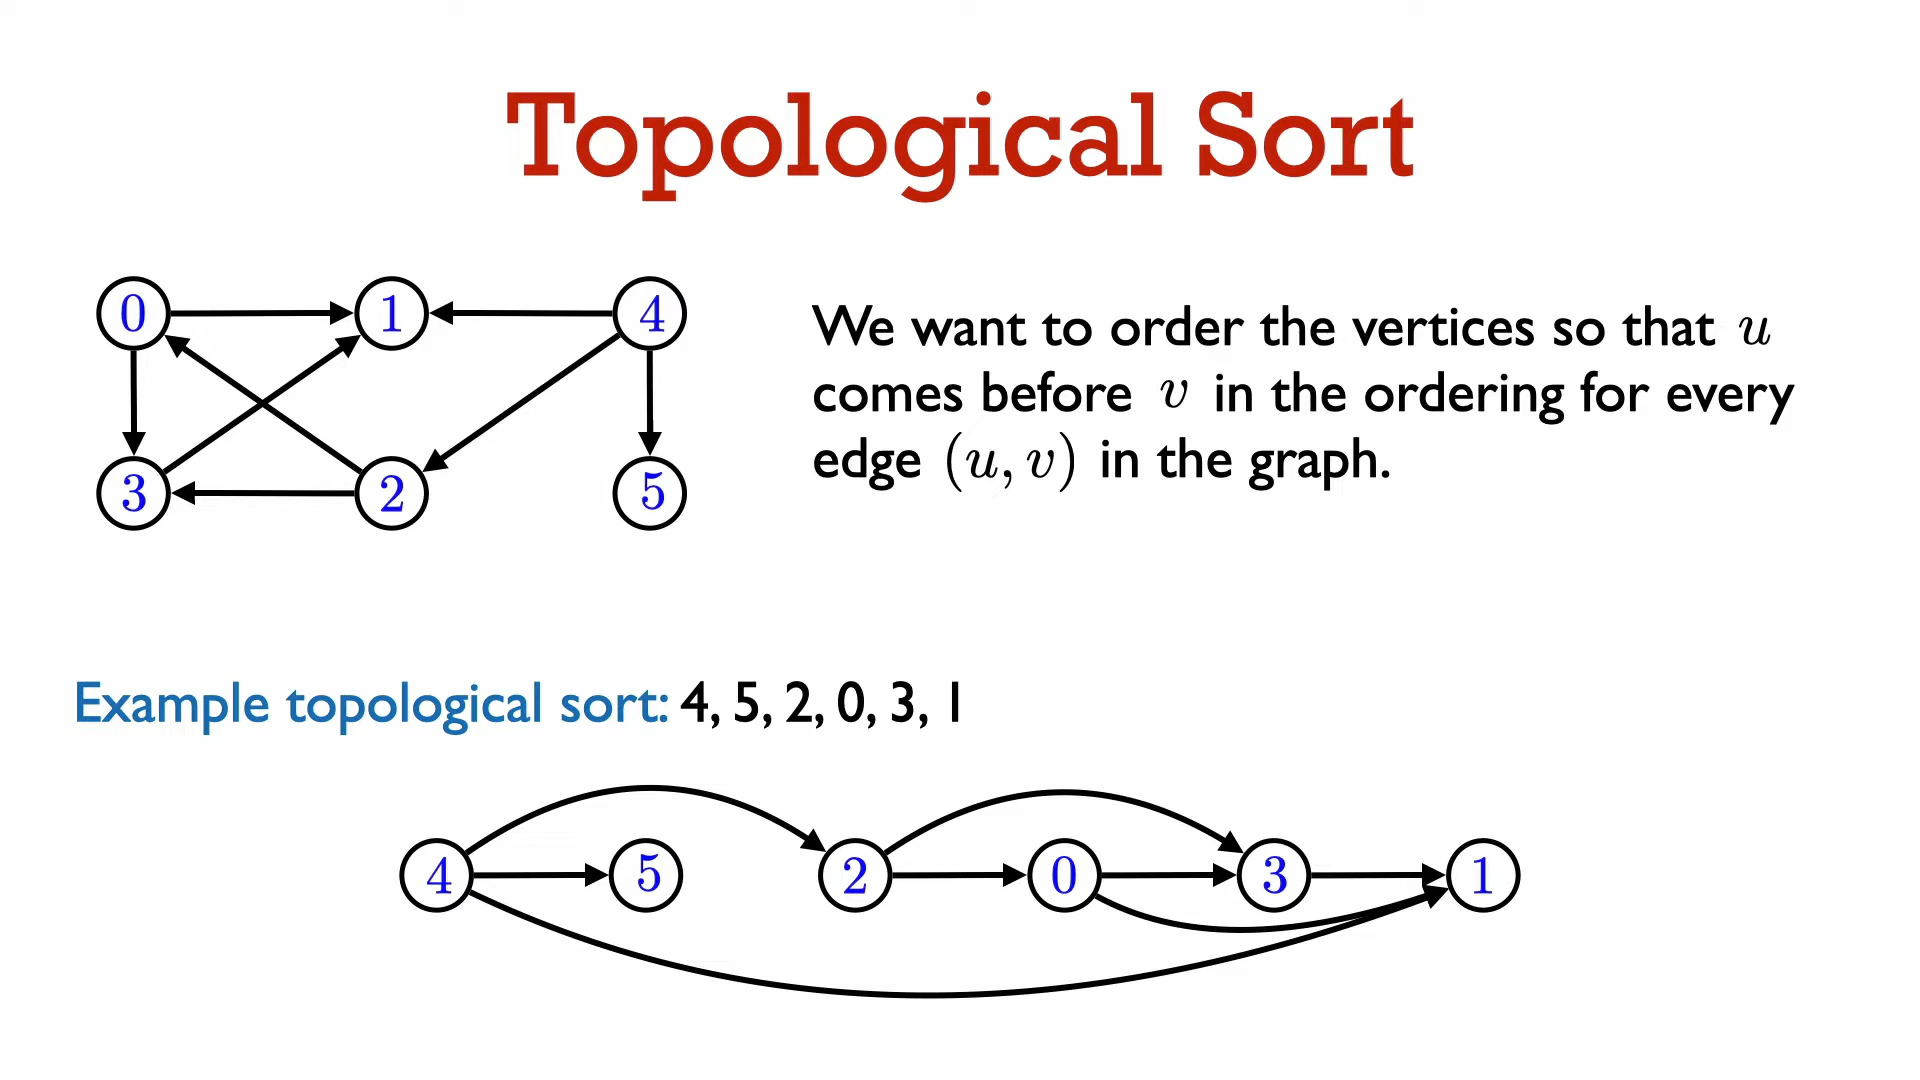 Topological Sort
0 1 4
3 2 5
We want to order the vertices so that u
comes before v in the ordering for every
edge (u, v) in the graph.
Example topological sort: 4, 5, 2, 0, 3, 1
4 5 2 0 3 1